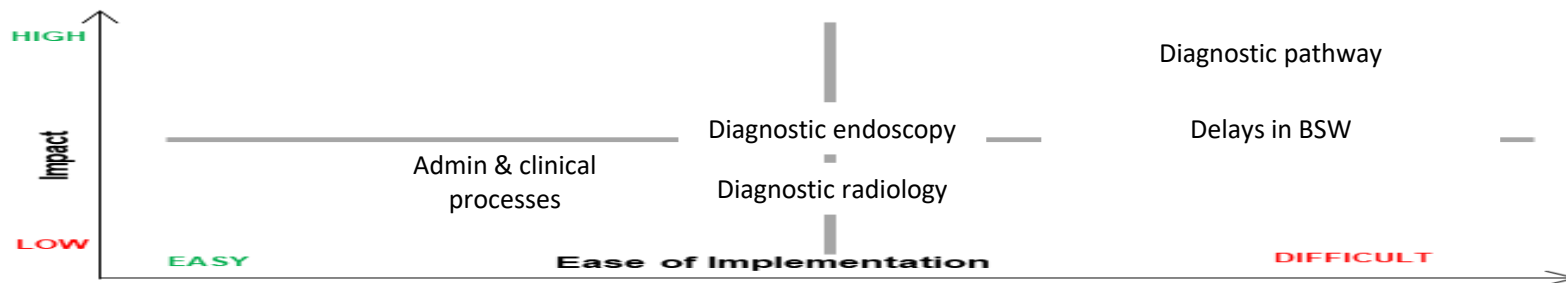 HIGH
Diagnostic pathway
Impact
Diagnostic endoscopy
Delays in BSW
Admin & clinical
processes
Diagnostic radiology
LOW
EASY
Ease of Implementation
DIFFICULT